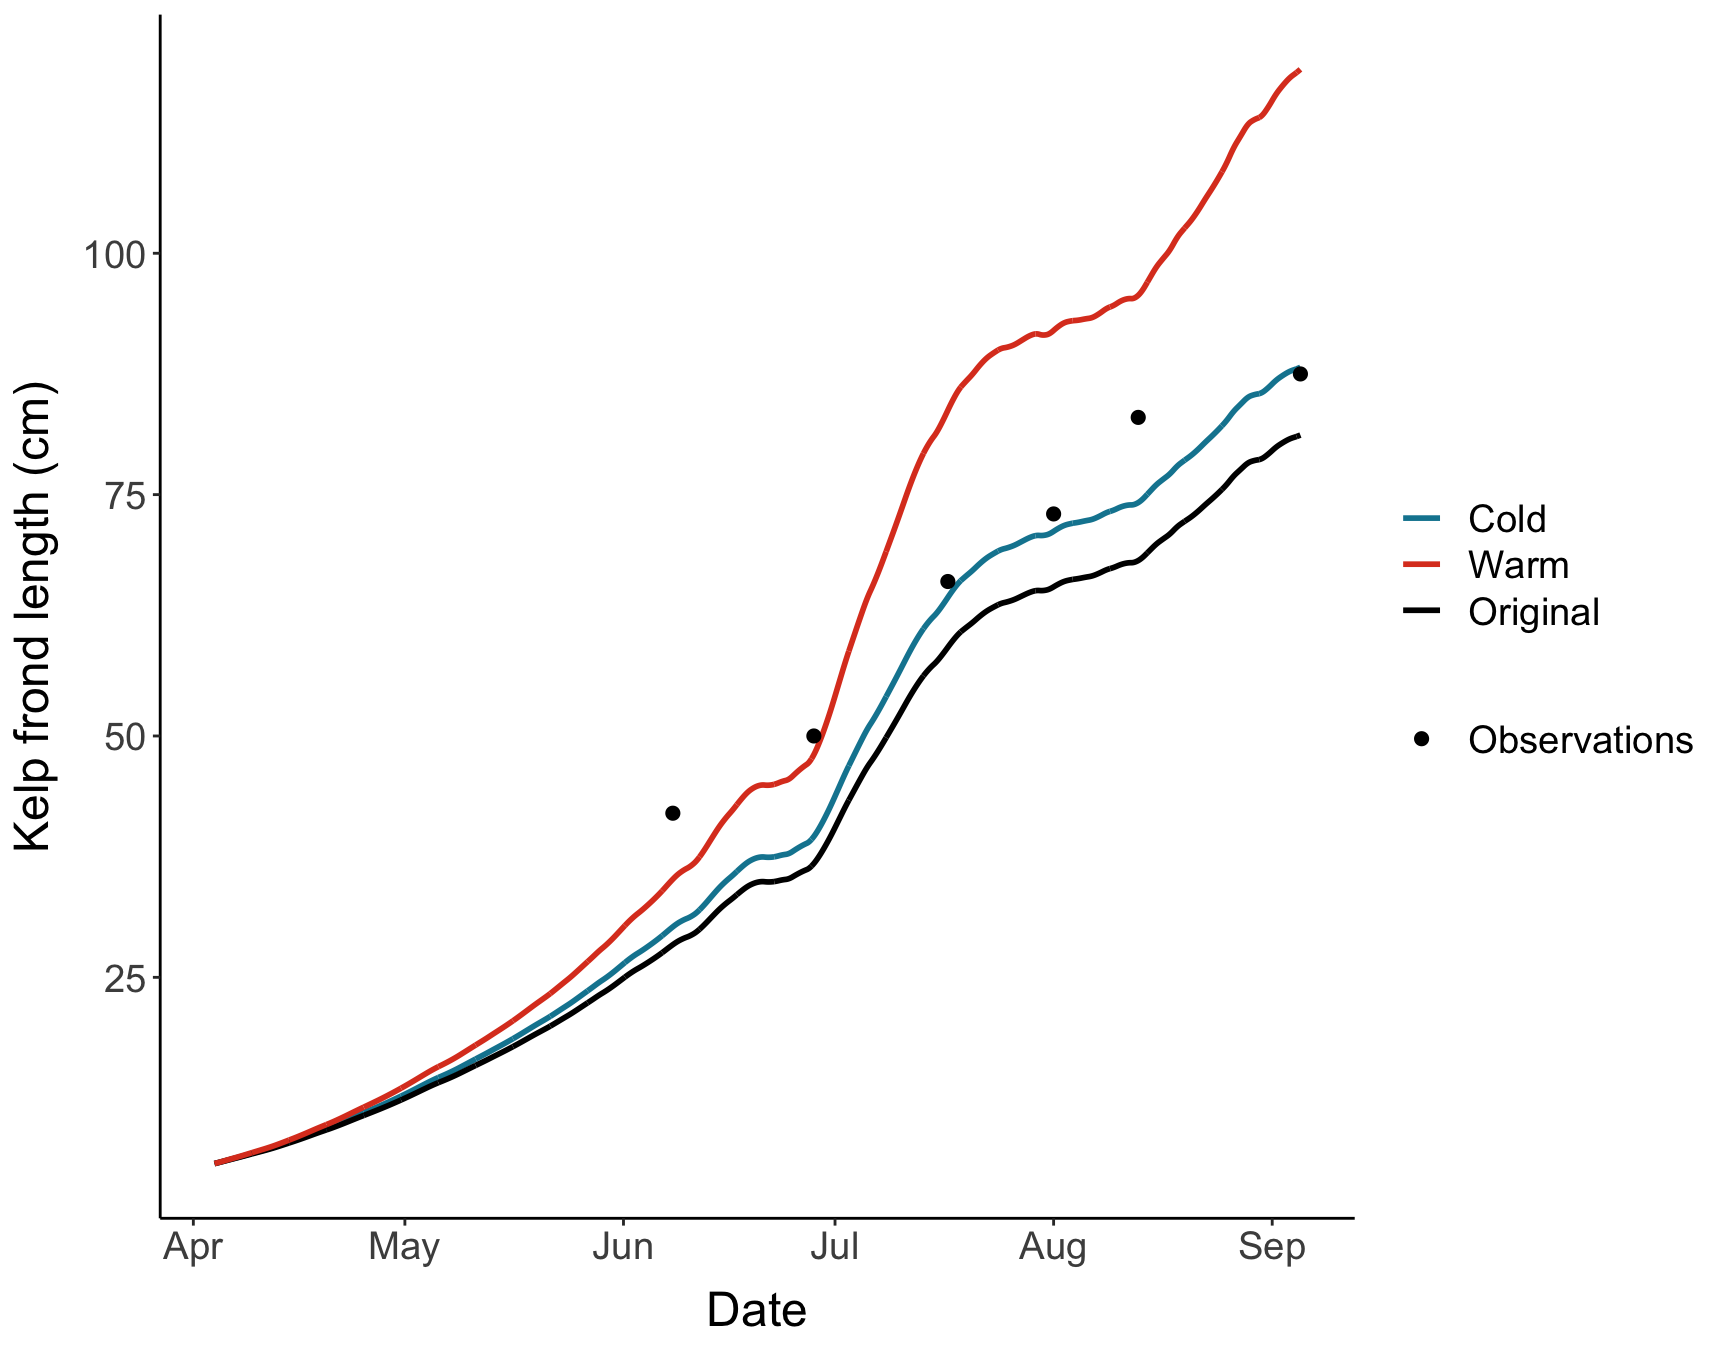 Kelp frond length (cm)
100
75
50
25
Apr May Jun Jul Aug Sep
Date
Cold
Warm
Original
Observations